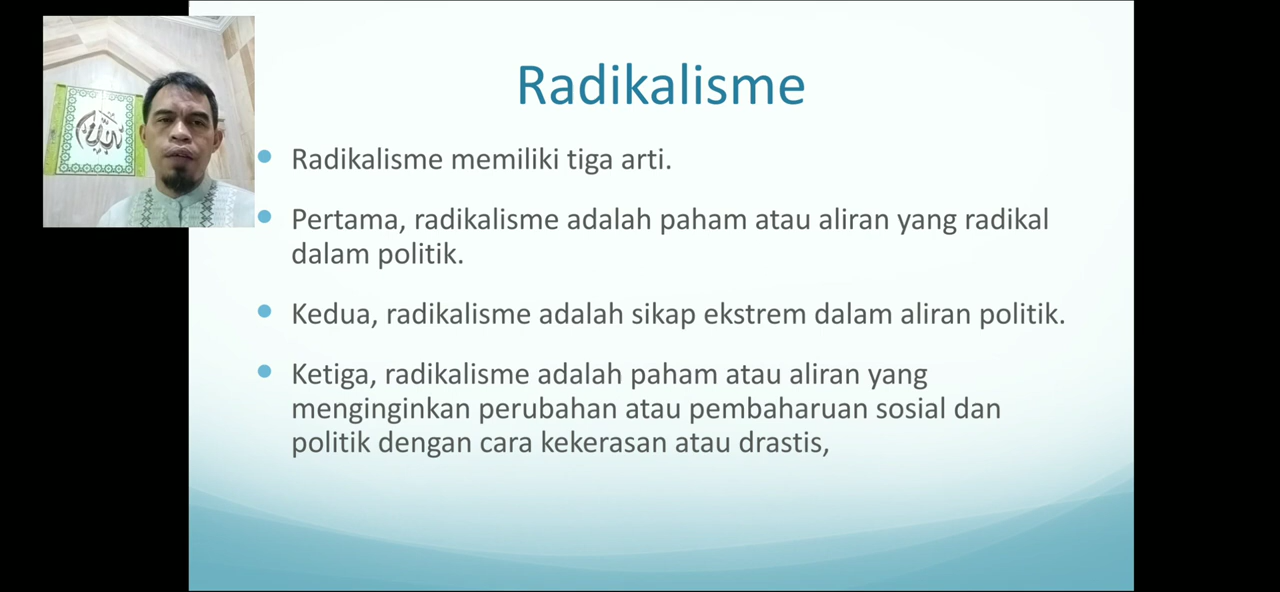 Radikalisme
Radikalisme memiliki tiga arti.
Pertama, radikalisme adalah paham atau aliran yang radikal
dalam politik.
Kedua, radikalisme adalah sikap ekstrem dalam aliran politik.
Ketiga, radikalisme adalah paham atau aliran yang
menginginkan perubahan atau pembaharuan sosial dan
politik dengan cara kekerasan atau drastis,